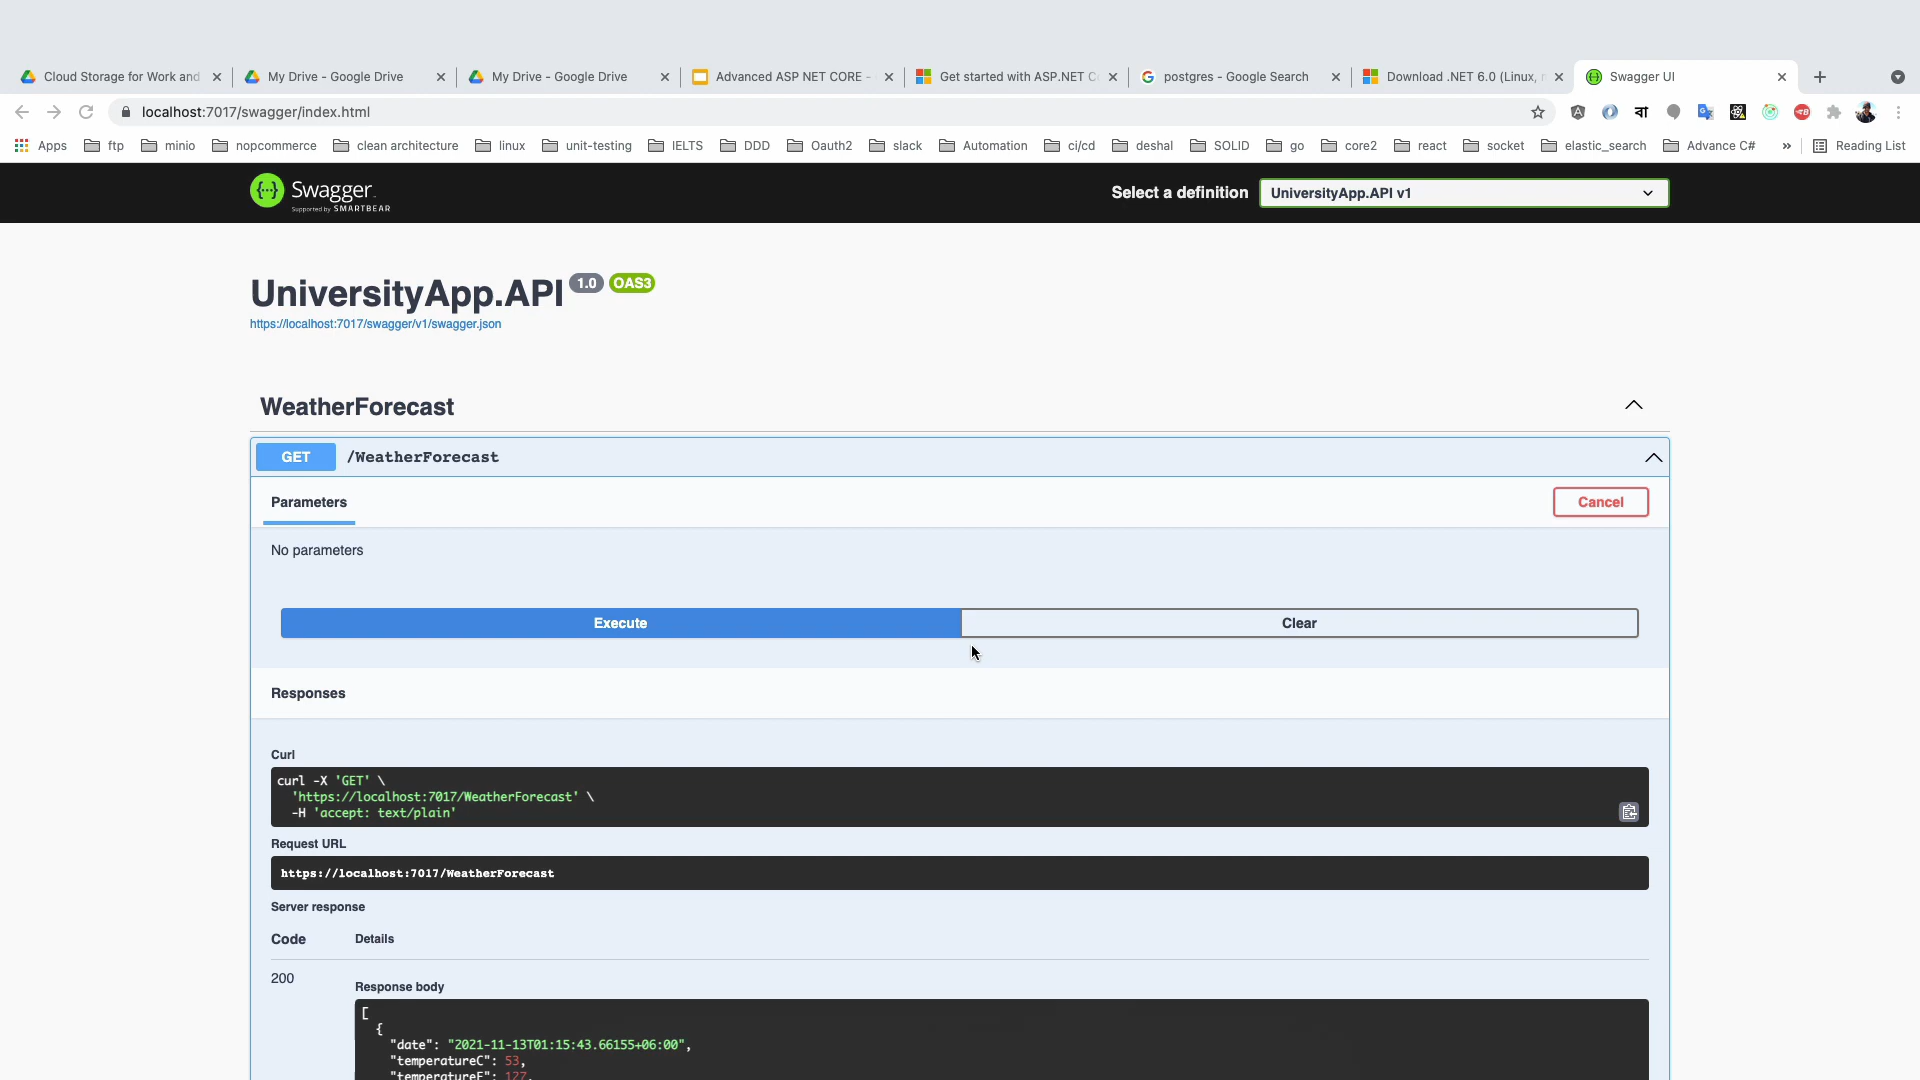 Cloud Storage for Work and
My Drive - Google Drive
My Drive - Google Drive
Advanced ASP NET CORE -
Get started with ASP.NET C
postgres - Google Search
Download .NET 6.0 (Linux,
Swagger UI
localhost:7017/swagger/index.html
Apps
ftp
minio
nopcommerce
clean architecture
linux
unit-testing
IELTS
DDD
Oauth2
slack
Automation
ci/cd
deshal
SOLID
go
core2
react
socket
elastic_search
Advance C#
»
Reading List
Swagger
Supported by SMARTBEAR
Select a definition
UniversityApp.API v1
UniversityApp.API 1.0 OAS3
https://localhost:7017/swagger/v1/swagger.json
WeatherForecast
GET /WeatherForecast
Parameters
Cancel
No parameters
Execute
Clear
Responses
Curl
curl -X 'GET' \
'https://localhost:7017/WeatherForecast' \
-H 'accept: text/plain'
Request URL
https://localhost:7017/WeatherForecast
Server response
Code Details
200
Response body
[
{
"date": "2021-11-13T01:15:43.66155+06:00",
"temperatureC": 53,
"temperatureF": 127,